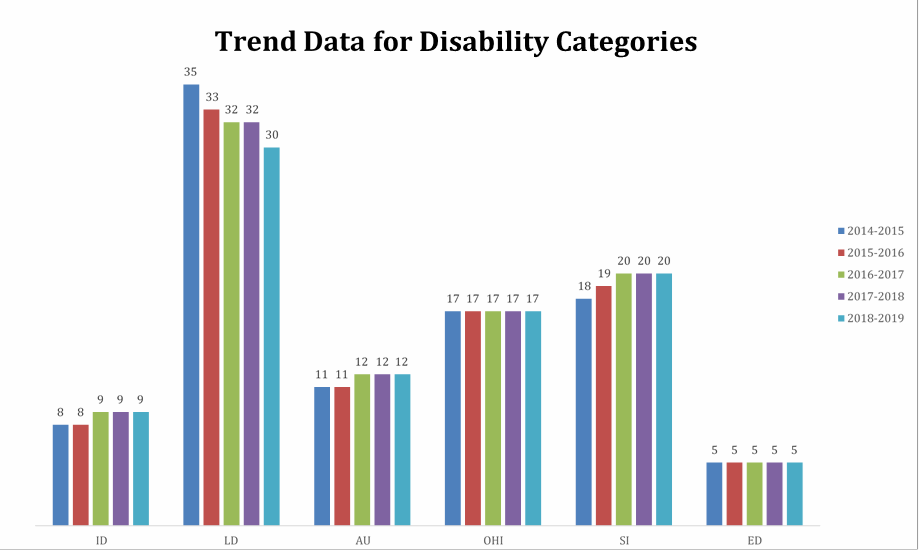 Trend Data for Disability Categories
35
33
32 32
30
20 20 20
19
18
17 17 17 17 17
12 12 12
11 11
9 9 9
8 8
5 5 5 5 5
ID LD AU OHI SI ED
2014-2015
2015-2016
2016-2017
2017-2018
2018-2019